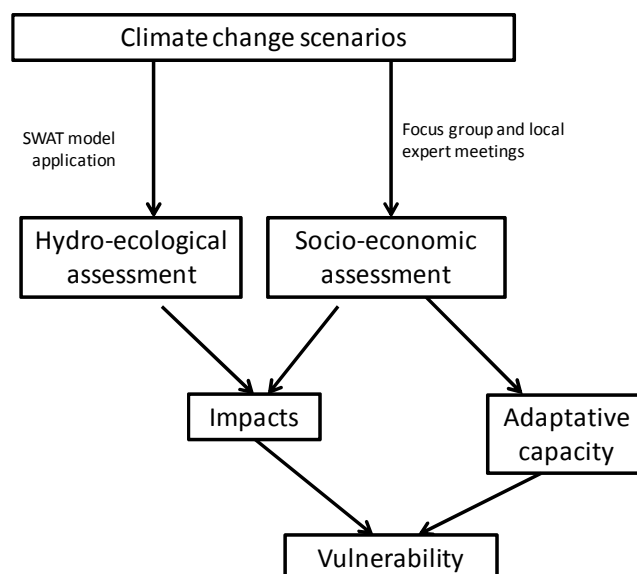 Climate change scenarios
SWAT model
application
Focus group and local
expert meetings
Hydro-ecological
assessment
Socio-economic
assessment
Impacts
Adaptative
capacity
Vulnerability